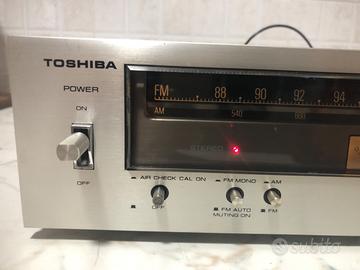 TOSHIBA
POWER
ON
OFF
FM 88 90 92 94
AM 540 600
STEREO
AIR CHECK CAL ON
OFF
FM MONO
FM AUTO
MUTING ON
AM
FM
subito